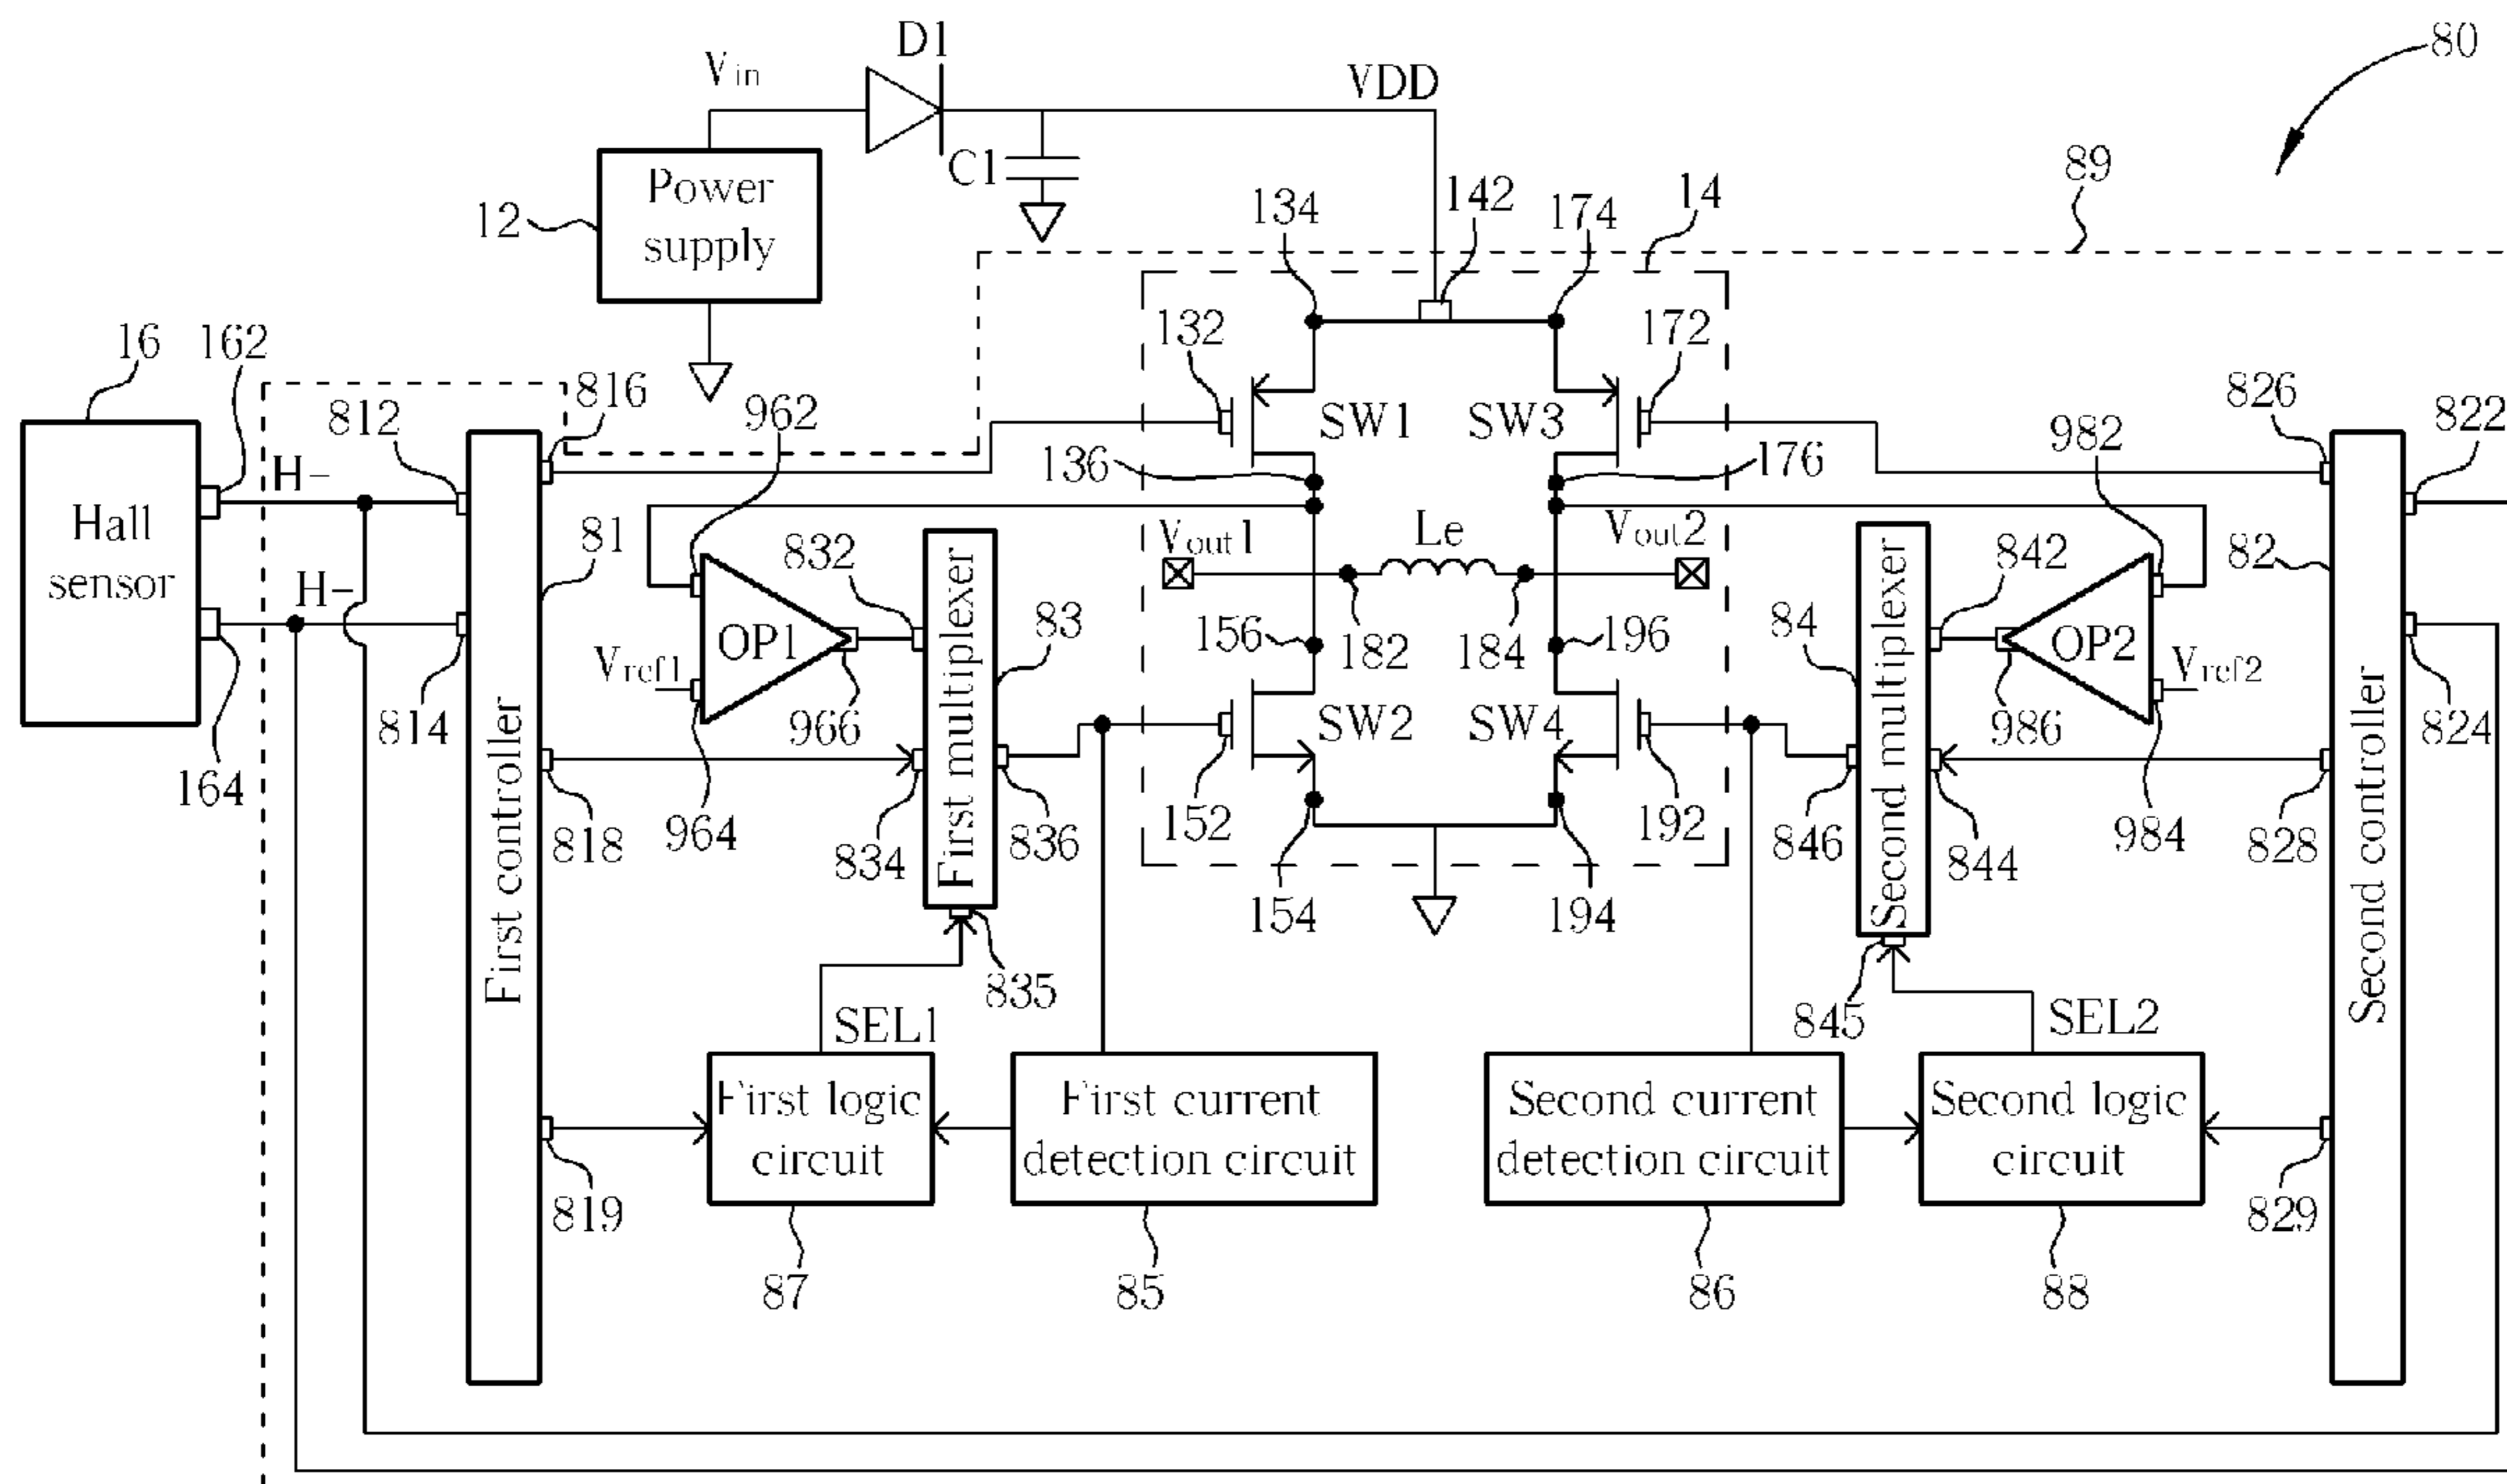 D1
80
Vin
VDD
C1
89
Power
supply
12
134
142
174
14
16
162
132
172
816
826
822
812
962
SW1
SW3
982
H-
136
176
Hall
sensor
81
Vout1
Le
Vout2
82
832
842
H-
First multiplexer
83
84
Second multiplexer
OP1
OP2
156
182
184
196
Vref1
Vref2
814
First controller
966
SW2
SW4
986
Second controller
824
164
818
964
834
836
152
192
846
844
984
828
154
194
835
845
SEL1
SEL2
First logic
circuit
First current
detection circuit
Second current
detection circuit
Second logic
circuit
819
829
87
85
86
88